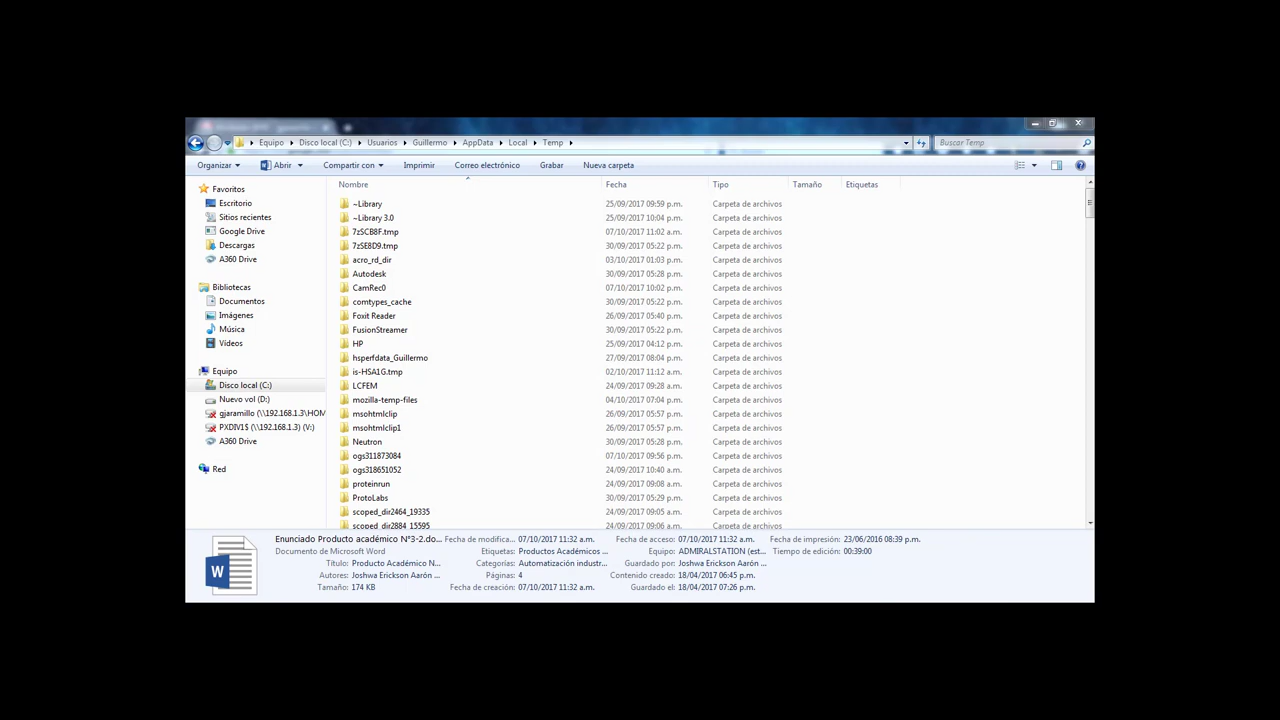 Equipo Disco local (C:) Usuarios Guillermo AppData Local Temp Buscar Temp
Organizar Abrir Compartir con Imprimir Correo electrónico Grabar Nueva carpeta
Nombre Fecha Tipo Tamaño Etiquetas
Favoritos
Escritorio
Sitios recientes
Google Drive
Descargas
A360 Drive
Bibliotecas
Documentos
Imágenes
Música
Vídeos
Equipo
Disco local (C:)
Nuevo vol (D:)
gjaramillo (\\192.168.1.3\HOM
PXDIV1$ (\\192.168.1.3) (V:)
A360 Drive
Red
~Library 25/09/2017 09:59 p.m. Carpeta de archivos
~Library 3.0 25/09/2017 10:04 p.m. Carpeta de archivos
7zSCB8F.tmp 07/10/2017 11:02 a.m. Carpeta de archivos
7zSE8D9.tmp 30/09/2017 05:22 p.m. Carpeta de archivos
acro_rd_dir 03/10/2017 01:03 p.m. Carpeta de archivos
Autodesk 30/09/2017 05:28 p.m. Carpeta de archivos
CamRec0 07/10/2017 10:02 p.m. Carpeta de archivos
comtypes_cache 30/09/2017 05:22 p.m. Carpeta de archivos
Foxit Reader 26/09/2017 05:40 p.m. Carpeta de archivos
FusionStreamer 30/09/2017 05:22 p.m. Carpeta de archivos
HP 25/09/2017 04:12 p.m. Carpeta de archivos
hsperfdata_Guillermo 27/09/2017 08:04 p.m. Carpeta de archivos
is-HSA1G.tmp 02/10/2017 11:12 a.m. Carpeta de archivos
LCFEM 24/09/2017 09:28 a.m. Carpeta de archivos
mozilla-temp-files 04/10/2017 07:04 p.m. Carpeta de archivos
msohtmlclip 26/09/2017 05:57 p.m. Carpeta de archivos
msohtmlclip1 26/09/2017 05:57 p.m. Carpeta de archivos
Neutron 30/09/2017 05:28 p.m. Carpeta de archivos
ogs311873084 07/10/2017 09:56 p.m. Carpeta de archivos
ogs318651052 24/09/2017 10:40 a.m. Carpeta de archivos
proteinrun 24/09/2017 09:08 a.m. Carpeta de archivos
ProtoLabs 30/09/2017 05:29 p.m. Carpeta de archivos
scoped_dir2464_19335 24/09/2017 09:05 a.m. Carpeta de archivos
scoped_dir2884_15595 24/09/2017 09:06 a.m. Carpeta de archivos
Enunciado Producto académico N°3-2.do... Fecha de modifica... 07/10/2017 11:32 a.m. Fecha de acceso: 07/10/2017 11:32 a.m. Fecha de impresión: 23/06/2016 08:39 p.m.
Documento de Microsoft Word Etiquetas: Productos Académicos ... Equipo: ADMIRALSTATION (est... Tiempo de edición: 00:39:00
Título: Producto Académico N... Categorías: Automatización industr... Guardado por: Joshwa Erickson Aarón ...
Autores: Joshwa Erickson Aarón ... Páginas: 4 Contenido creado: 18/04/2017 06:45 p.m.
Tamaño: 174 KB Fecha de creación: 07/10/2017 11:32 a.m. Guardado el: 18/04/2017 07:26 p.m.
W